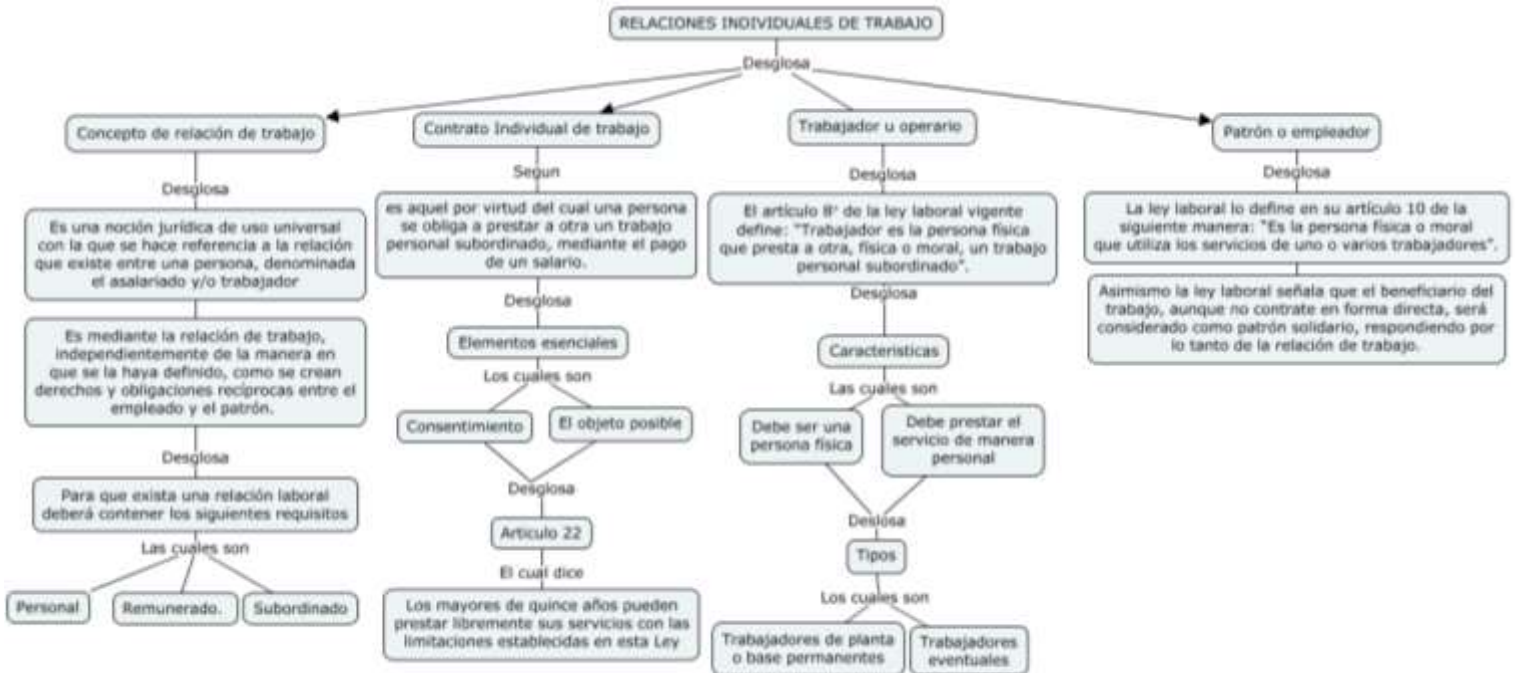 RELACIONES INDIVIDUALES DE TRABAJO
Desglosa
Concepto de relación de trabajo
Desglosa
Es una noción jurídica de uso universal
con la que se hace referencia a la relación
que existe entre una persona, denominada
el asalariado y/o trabajador
Es mediante la relación de trabajo,
independientemente de la manera en
que se la haya definido, como se crean
derechos y obligaciones recíprocas entre el
empleado y el patrón.
Desglosa
Para que exista una relación laboral
deberá contener los siguientes requisitos
Las cuales son
Personal
Remunerado.
Subordinado
Contrato Individual de trabajo
Segun
es aquel por virtud del cual una persona
se obliga a prestar a otra un trabajo
personal subordinado, mediante el pago
de un salario.
Desglosa
Elementos esenciales
Los cuales son
Consentimiento
El objeto posible
Desglosa
Articulo 22
El cual dice
Los mayores de quince años pueden
prestar libremente sus servicios con las
limitaciones establecidas en esta Ley
Trabajador u operario
Desglosa
El artículo 8° de la ley laboral vigente
define: "Trabajador es la persona física
que presta a otra, física o moral, un trabajo
personal subordinado".
Desglosa
Caracteristicas
Las cuales son
Debe ser una
persona física
Debe prestar el
servicio de manera
personal
Deslosa
Tipos
Los cuales son
Trabajadores de planta
o base permanentes
Trabajadores
eventuales
Patrón o empleador
Desglosa
La ley laboral lo define en su artículo 10 de la
siguiente manera: "Es la persona física o moral
que utiliza los servicios de uno o varios trabajadores".
Asimismo la ley laboral señala que el beneficiario del
trabajo, aunque no contrate en forma directa, será
considerado como patrón solidario, respondiendo por
lo tanto de la relación de trabajo.